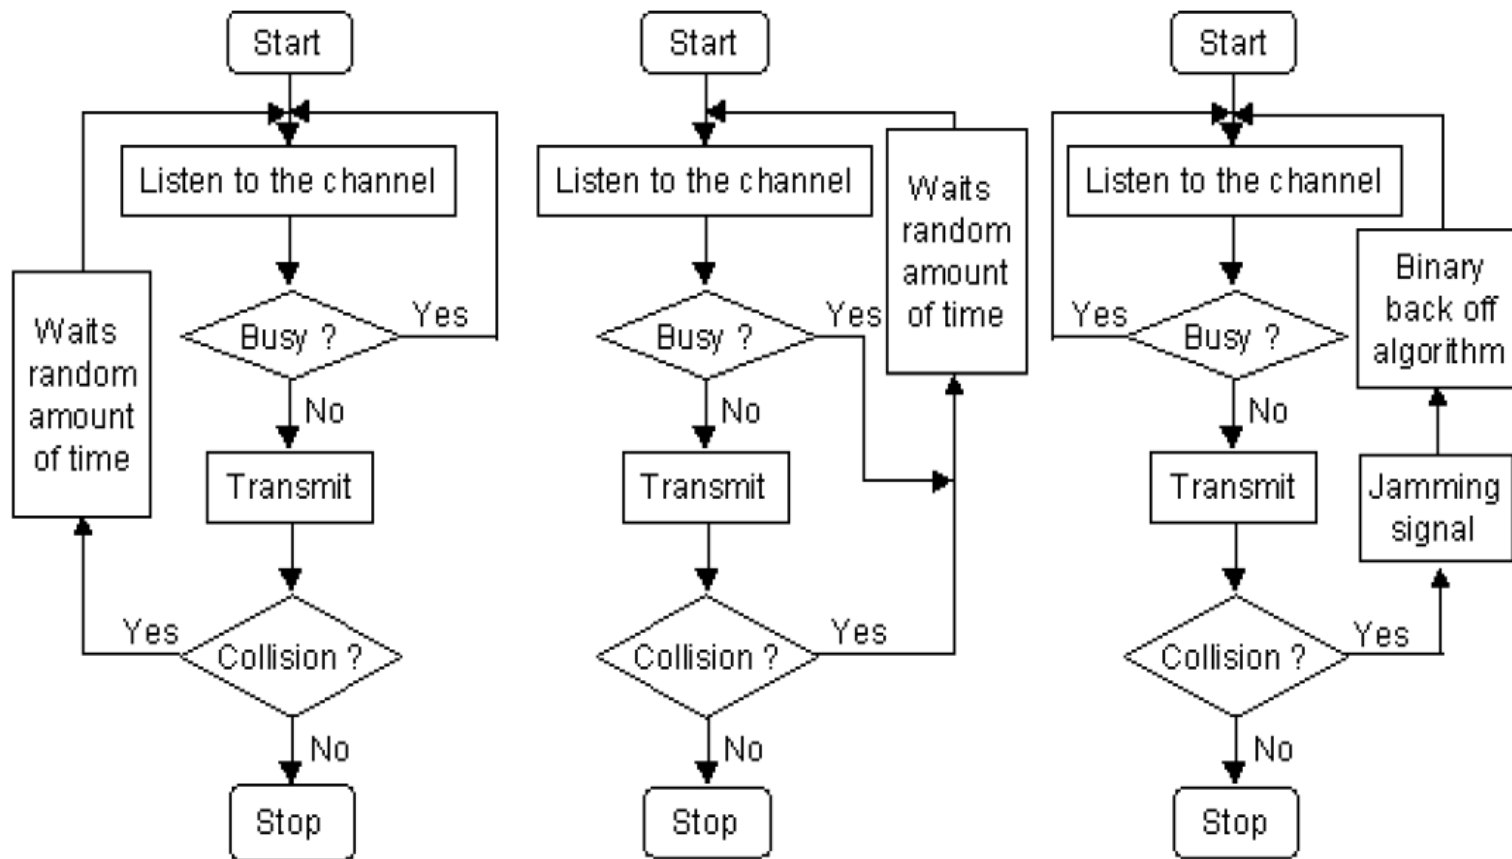 Start
Listen to the channel
Busy ?
Yes
No
Waits
random
amount
of time
Transmit
Yes
Collision ?
No
Stop
Start
Listen to the channel
Waits
random
amount
of time
Busy ?
Yes
No
Transmit
Collision ?
Yes
No
Stop
Start
Listen to the channel
Yes
Busy ?
Binary
back off
algorithm
No
Transmit
Jamming
signal
Collision ?
Yes
No
Stop